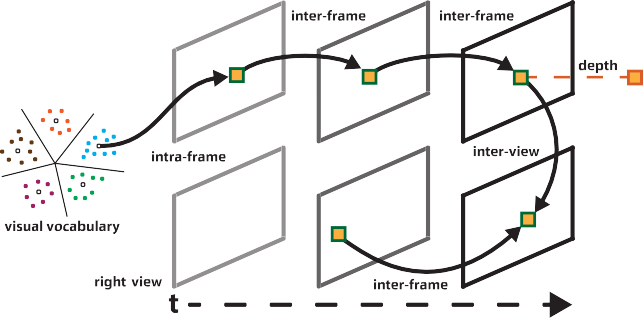 inter-frame
inter-frame
depth
intra-frame
inter-view
visual vocabulary
right view
inter-frame
t